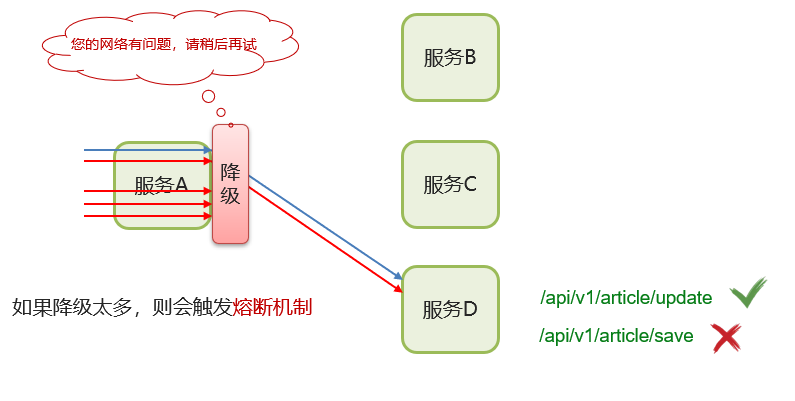 您的网络有问题，请稍后再试
服务B
服务A
降级
服务C
服务D
如果降级太多，则会触发熔断机制
/api/v1/article/update
/api/v1/article/save